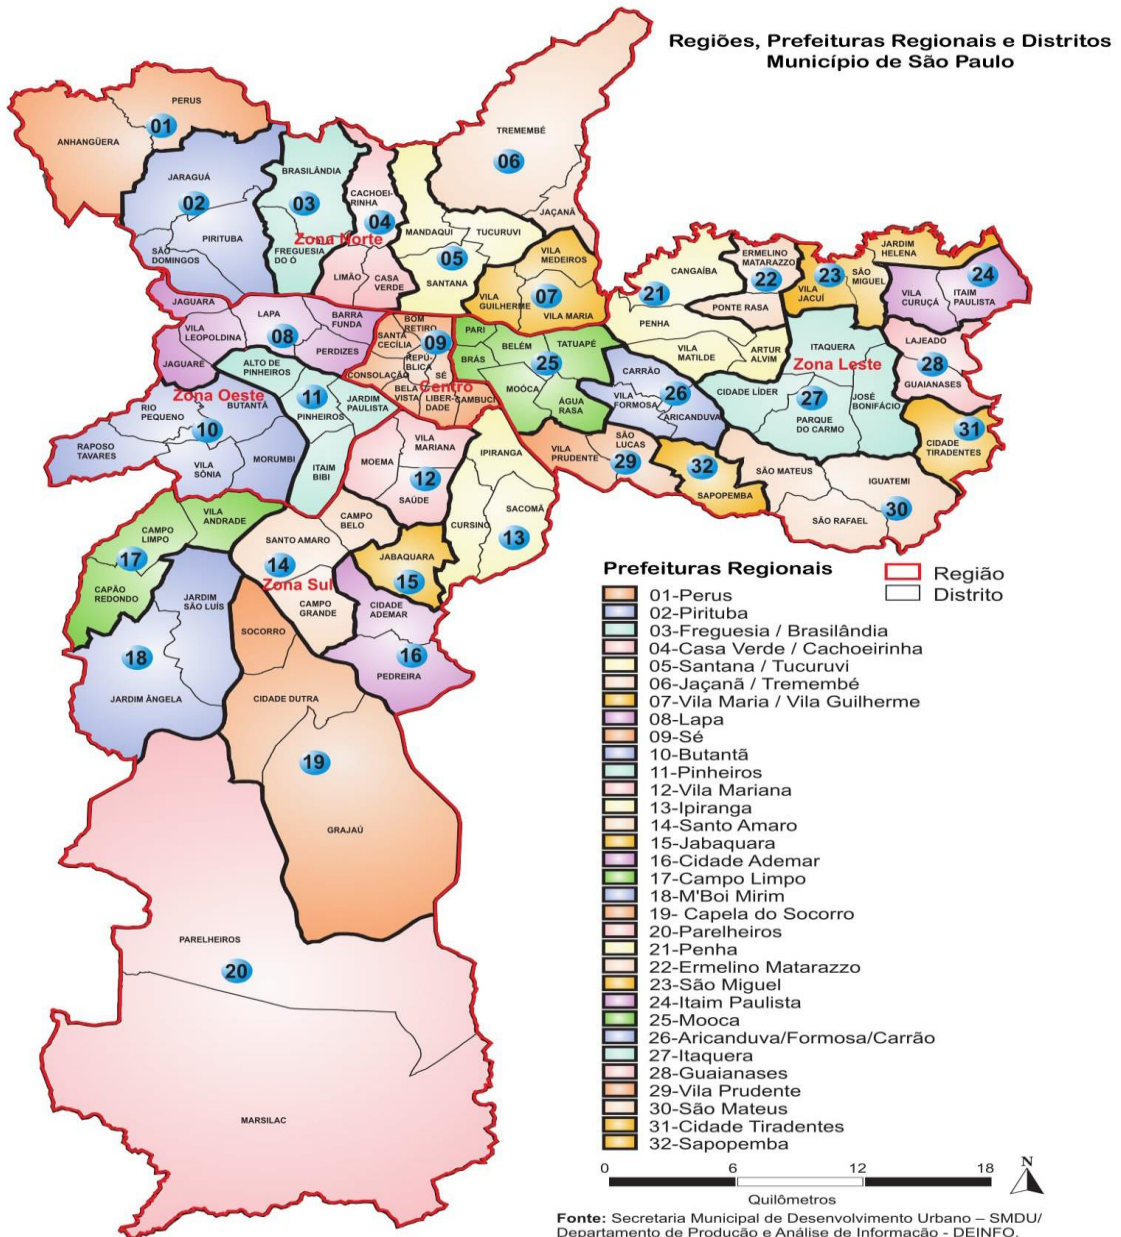 Regiões, Prefeituras Regionais e Distritos
Município de São Paulo
PERUS
01
ANHANGÜERA
TREMEMBÉ
06
JAÇANÃ
JARAGUÁ
02
PIRITUBA
SÃO
DOMINGOS
BRASILÂNDIA
03
FREGUESIA
DO Ó
Zona Norte
CACHOEI-
RINHA
04
LIMÃO
CASA
VERDE
MANDAQUI
TUCURUVI
05
SANTANA
VILA
MEDEIROS
07
VILA
GUILHERME
VILA MARIA
JAGUARA
VILA
LEOPOLDINA
LAPA
BARRA
FUNDA
08
PERDIZES
JAGUARÉ
BOM
RETIRO
09
SANTA
CECÍLIA
REPÚ-
BLICA
SÉ
CONSOLAÇÃO
Centro
BELA
VISTA
LIBER-
DADE
CAMBUCI
PARI
BELÉM
TATUAPÉ
BRÁS
25
MOÓCA
ÁGUA
RASA
CANGAÍBA
21
PENHA
VILA
MATILDE
ARTUR
ALVIM
ERMELINO
MATARAZZO
22
PONTE RASA
23
VILA
JACUÍ
SÃO
MIGUEL
JARDIM
HELENA
24
VILA
CURUÇÁ
ITAIM
PAULISTA
ITAQUERA
Zona Leste
CIDADE LÍDER
27
PARQUE
DO CARMO
JOSÉ
BONIFÁCIO
LAJEADO
28
GUAIANASES
31
CIDADE
TIRADENTES
CARRÃO
VILA
FORMOSA
26
ARICANDUVA
VILA
PRUDENTE
SÃO
LUCAS
29
32
SAPOPEMBA
SÃO MATEUS
IGUATEMI
SÃO RAFAEL
30
ALTO DE
PINHEIROS
11
PINHEIROS
JARDIM
PAULISTA
ITAIM
BIBI
Zona Oeste
RIO
PEQUENO
BUTANTÃ
10
RAPOSO
TAVARES
VILA
SÔNIA
MORUMBI
VILA
MARIANA
MOEMA
12
SAÚDE
IPIRANGA
SACOMÃ
CURSINO
13
VILA
ANDRADE
CAMPO
LIMPO
17
CAPÃO
REDONDO
CAMPO
BELO
SANTO AMARO
14
Zona Sul
CAMPO
GRANDE
JABAQUARA
15
CIDADE
ADEMAR
16
PEDREIRA
JARDIM
SÃO LUÍS
18
JARDIM ÂNGELA
SOCORRO
CIDADE DUTRA
19
GRAJAÚ
PARELHEIROS
20
MARSILAC
Prefeituras Regionais
Região
Distrito
01-Perus
02-Pirituba
03-Freguesia / Brasilândia
04-Casa Verde / Cachoeirinha
05-Santana / Tucuruvi
06-Jaçanã / Tremembé
07-Vila Maria / Vila Guilherme
08-Lapa
09-Sé
10-Butantã
11-Pinheiros
12-Vila Mariana
13-Ipiranga
14-Santo Amaro
15-Jabaquara
16-Cidade Ademar
17-Campo Limpo
18-M'Boi Mirim
19- Capela do Socorro
20-Parelheiros
21-Penha
22-Ermelino Matarazzo
23-São Miguel
24-Itaim Paulista
25-Mooca
26-Aricanduva/Formosa/Carrão
27-Itaquera
28-Guaianases
29-Vila Prudente
30-São Mateus
31-Cidade Tiradentes
32-Sapopemba
0 6 12 18
Quilômetros
N
Fonte: Secretaria Municipal de Desenvolvimento Urbano – SMDU/
Departamento de Produção e Análise de Informação - DEINFO.